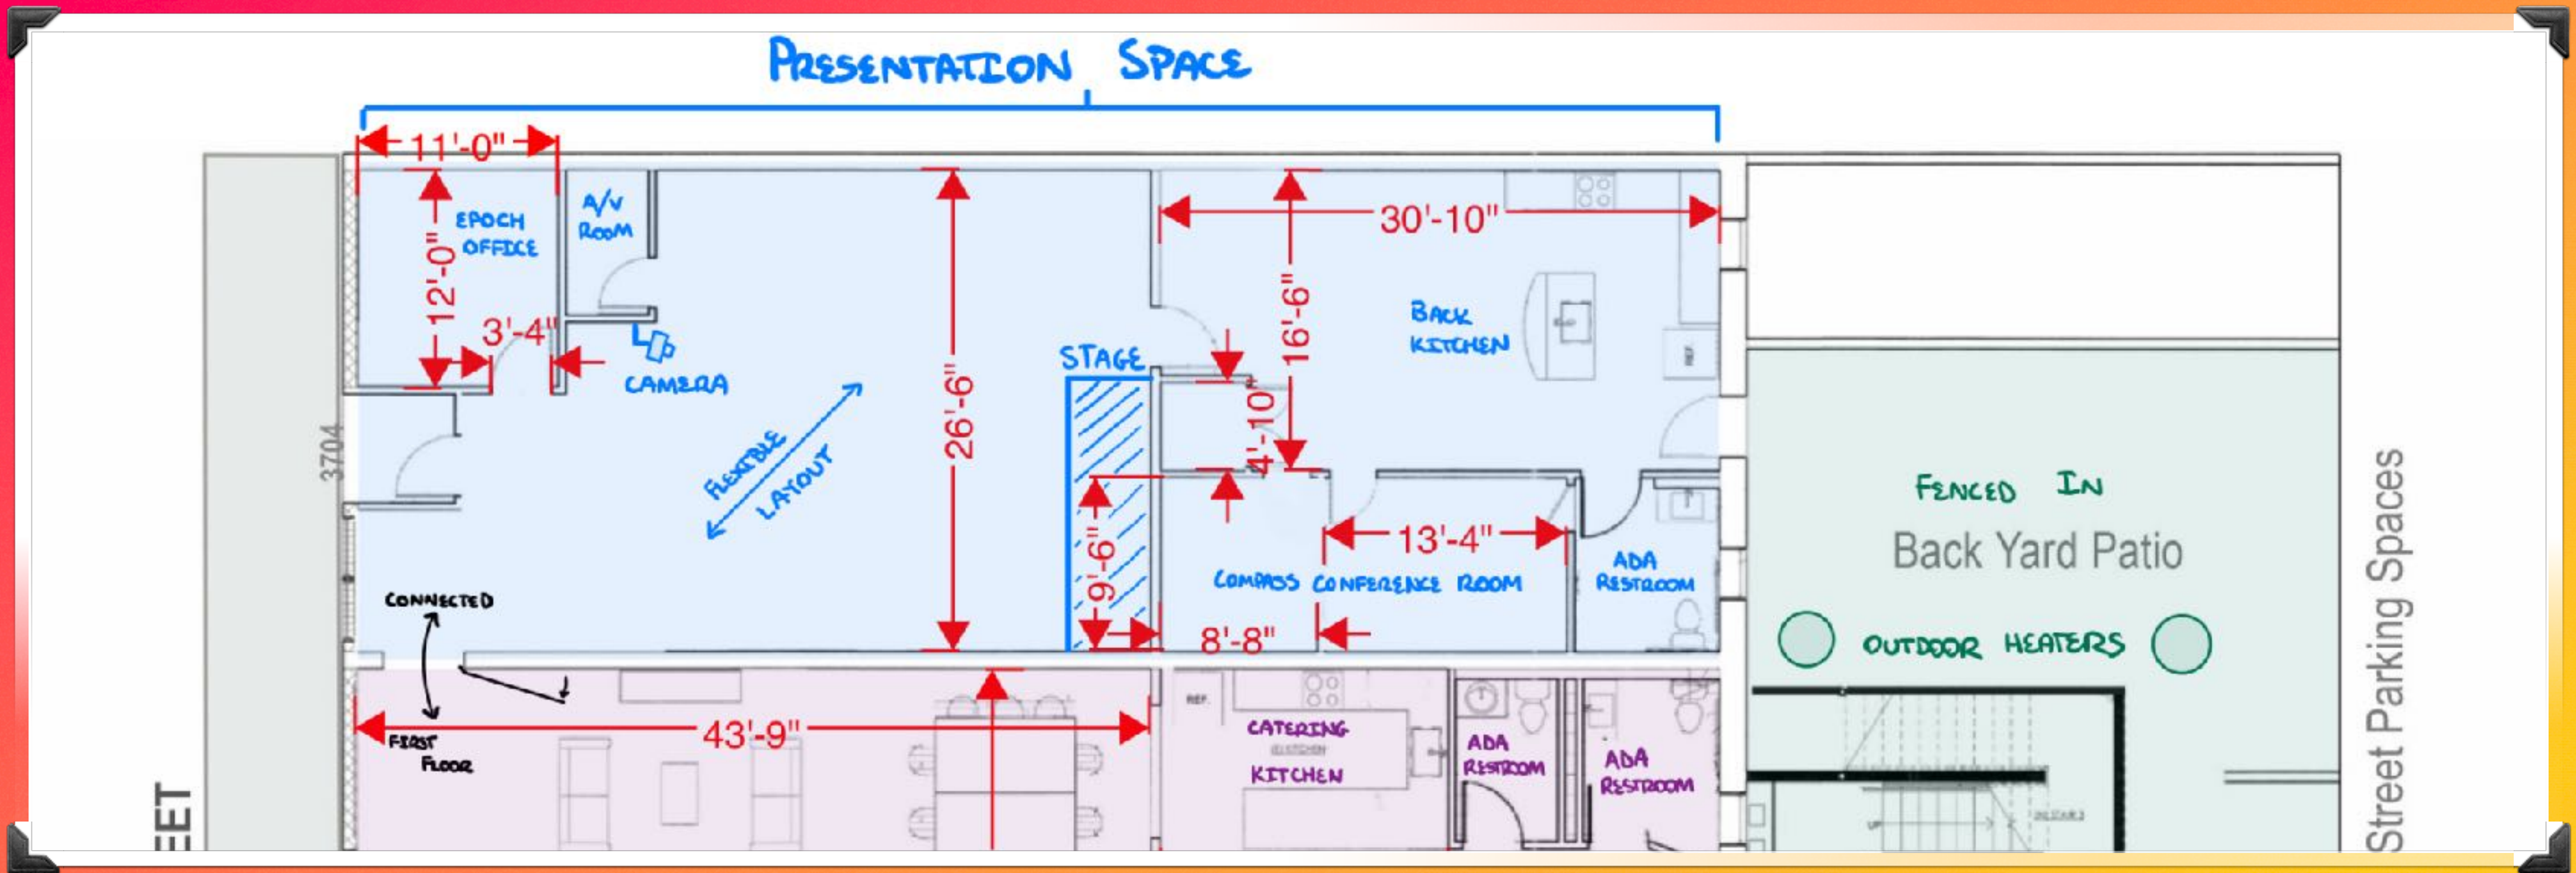 PRESENTATION SPACE
11'-0"
EPOCH
OFFICE
12'-0"
3'-4"
A/V
ROOM
CAMERA
FLEXIBLE
LAYOUT
26'-6"
STAGE
9'-6"
30'-10"
16'-6"
BACK
KITCHEN
REF.
4'-10"
13'-4"
COMPASS CONFERENCE ROOM
8'-8"
ADA
RESTROOM
3704
CONNECTED
FIRST
FLOOR
43'-9"
REF.
CATERING
KITCHEN
ADA
RESTROOM
ADA
RESTROOM
FENCED IN
Back Yard Patio
OUTDOOR HEATERS
UP
EET
Street Parking Spaces